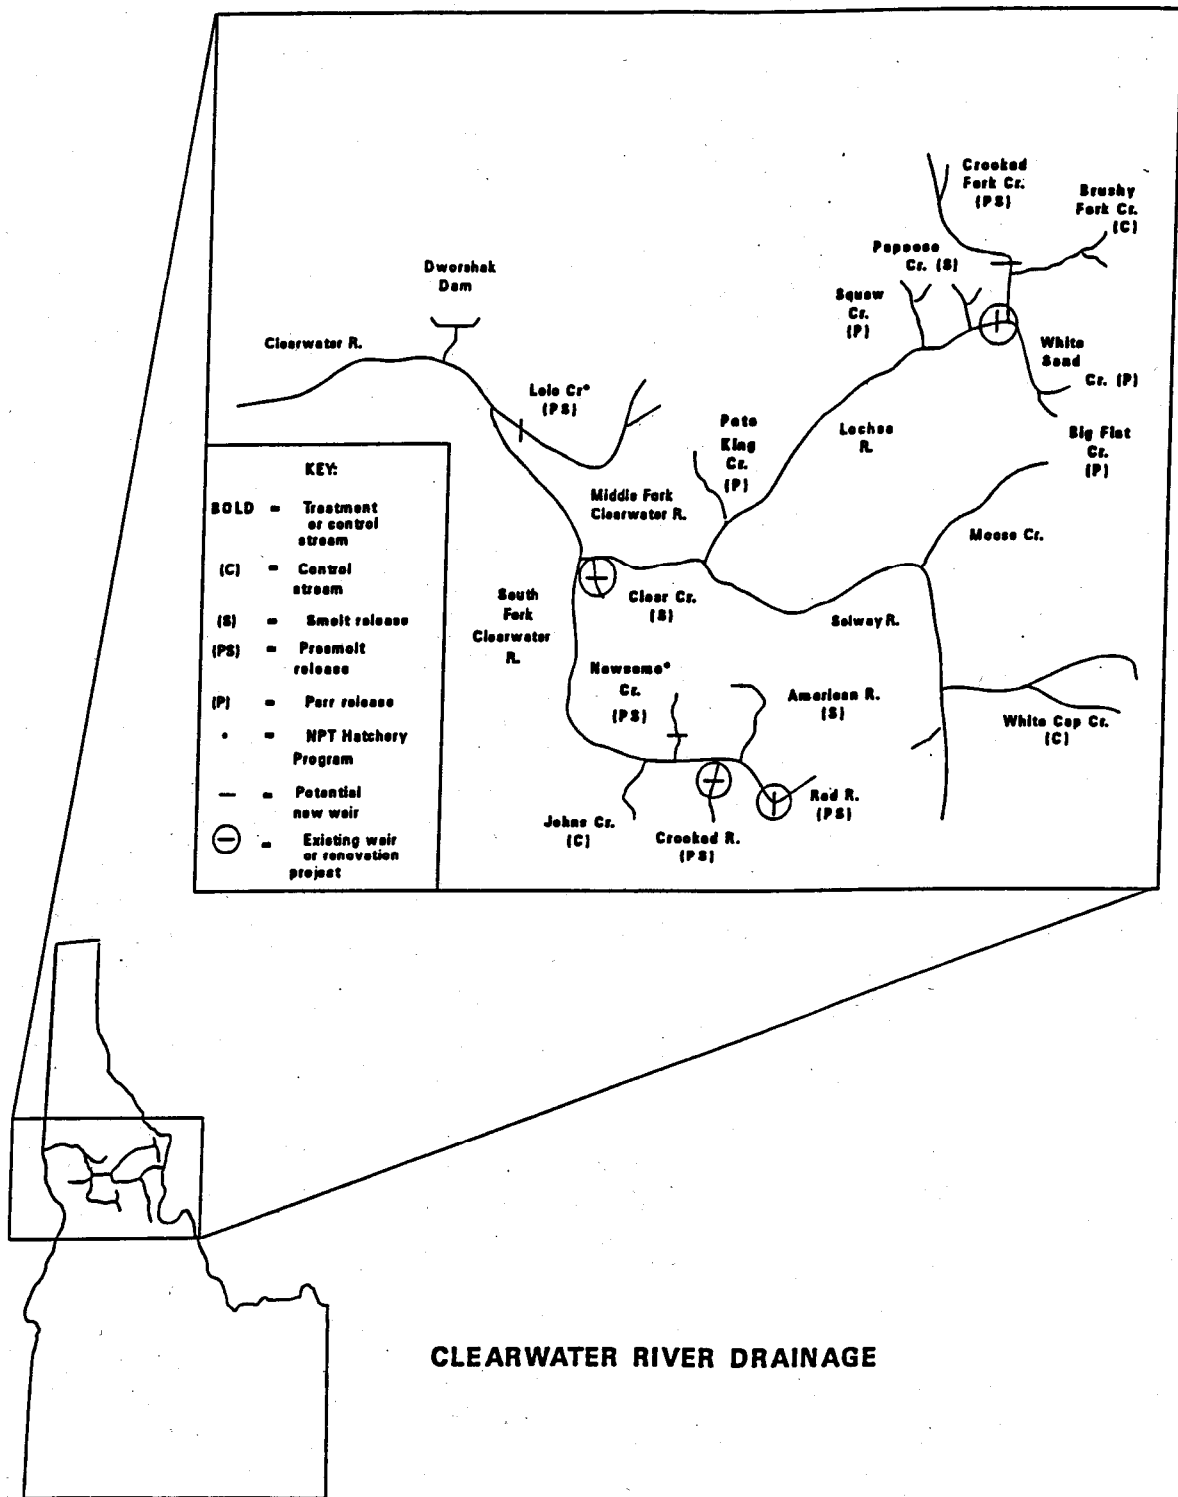 Crooked
Fork Cr.
(PS)
Brushy
Fork Cr.
(C)
Papoose
Cr. (S)
Squaw
Cr.
(P)
White
Sand
Cr. (P)
Big Flat
Cr.
(P)
Dworshak
Dam
Clearwater R.
Lolo Cr*
(PS)
Pete
King
Cr.
(P)
Lochsa
R.
Middle Fork
Clearwater R.
Moose Cr.
Clear Cr.
(S)
South
Fork
Clearwater
R.
Selway R.
Newsome*
Cr.
(PS)
American R.
(S)
White Cap Cr.
(C)
Johns Cr.
(C)
Crooked R.
(PS)
Red R.
(PS)
KEY:
BOLD = Treatment
or control
stream
(C) = Control
stream
(S) = Smolt release
(PS) = Presmolt
release
(P) = Parr release
* = NPT Hatchery
Program
— = Potential
new weir
= Existing weir
or renovation
project
CLEARWATER RIVER DRAINAGE